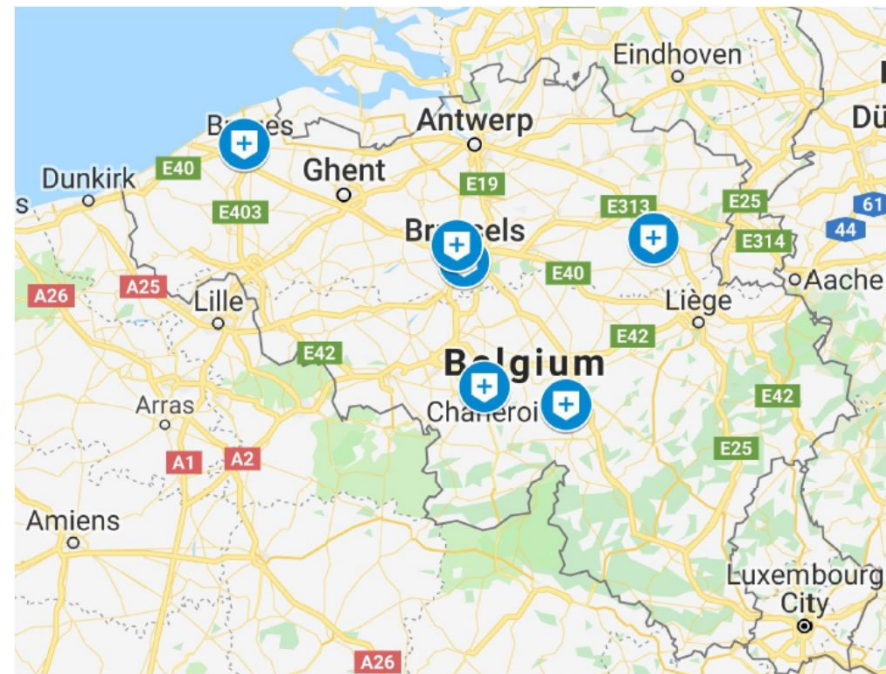 Eindhoven
Antwerp
Dü
E40
Ghent
Dunkirk
E19
s
E403
E313
E25
61
44
E314
E40
Aache
A26
A25
Lille
Liège
E42
E42
Belgium
E42
Arras
A1
A2
E25
Amiens
Luxembourg
City
A26